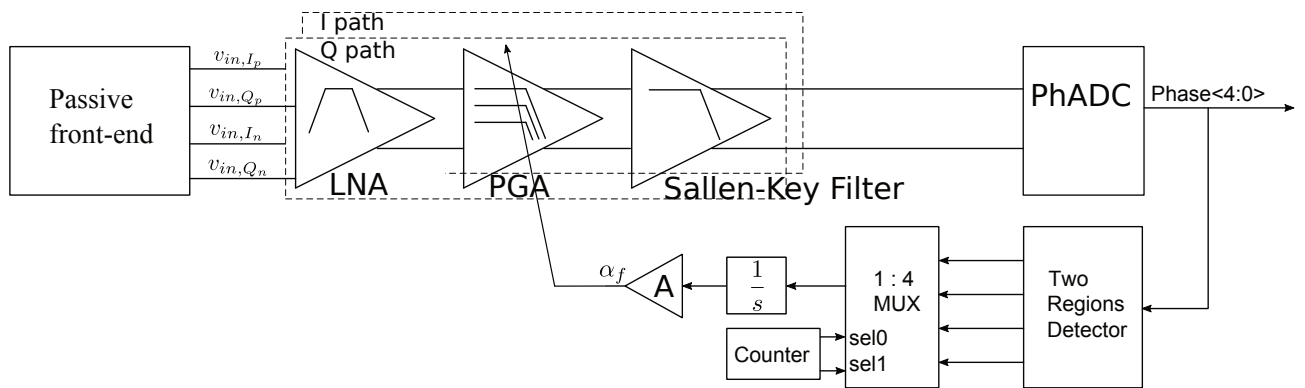 I path
Q path
Passive
front-end
v_{in,I_p}
v_{in,Q_p}
v_{in,I_n}
v_{in,Q_n}
LNA
PGA
Sallen-Key Filter
PhADC
Phase<4:0>
α_f
A
1
s
1 : 4
MUX
sel0
sel1
Counter
Two
Regions
Detector